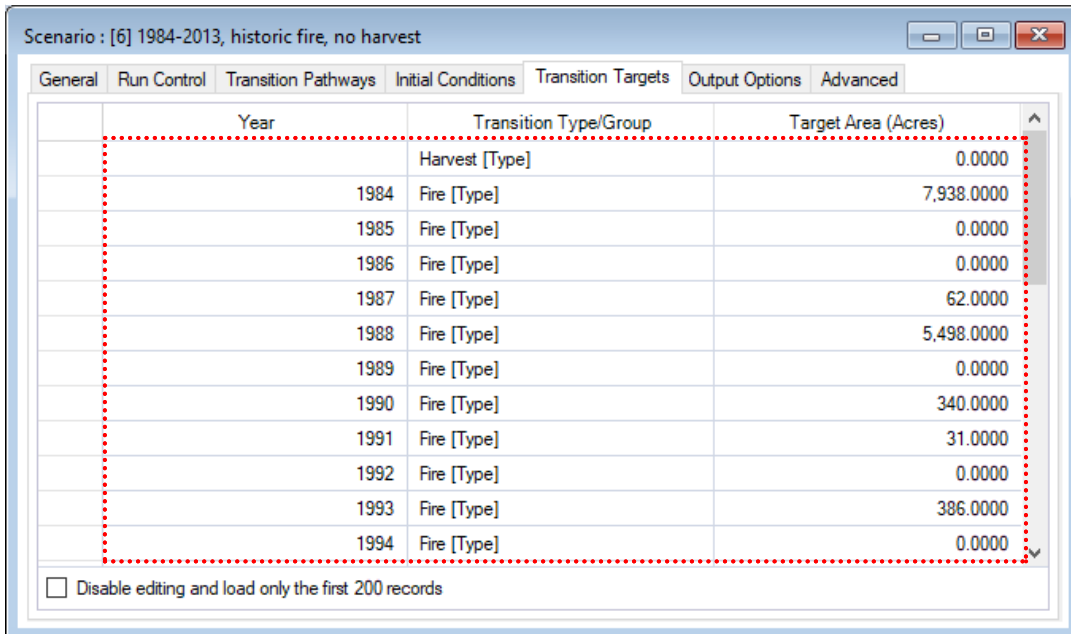 Scenario : [6] 1984-2013, historic fire, no harvest
General Run Control Transition Pathways Initial Conditions Transition Targets Output Options Advanced
Year Transition Type/Group Target Area (Acres)
Harvest [Type] 0.0000
1984 Fire [Type] 7,938.0000
1985 Fire [Type] 0.0000
1986 Fire [Type] 0.0000
1987 Fire [Type] 62.0000
1988 Fire [Type] 5,498.0000
1989 Fire [Type] 0.0000
1990 Fire [Type] 340.0000
1991 Fire [Type] 31.0000
1992 Fire [Type] 0.0000
1993 Fire [Type] 386.0000
1994 Fire [Type] 0.0000
Disable editing and load only the first 200 records